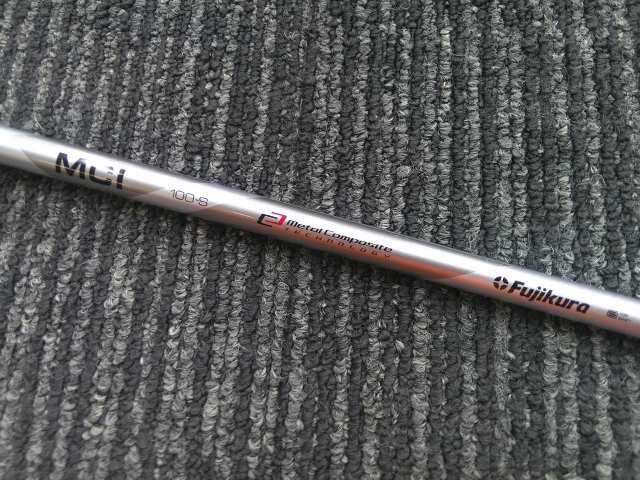 MCI
100-S
Metal Composite
TECHNOLOGY
Fujikura